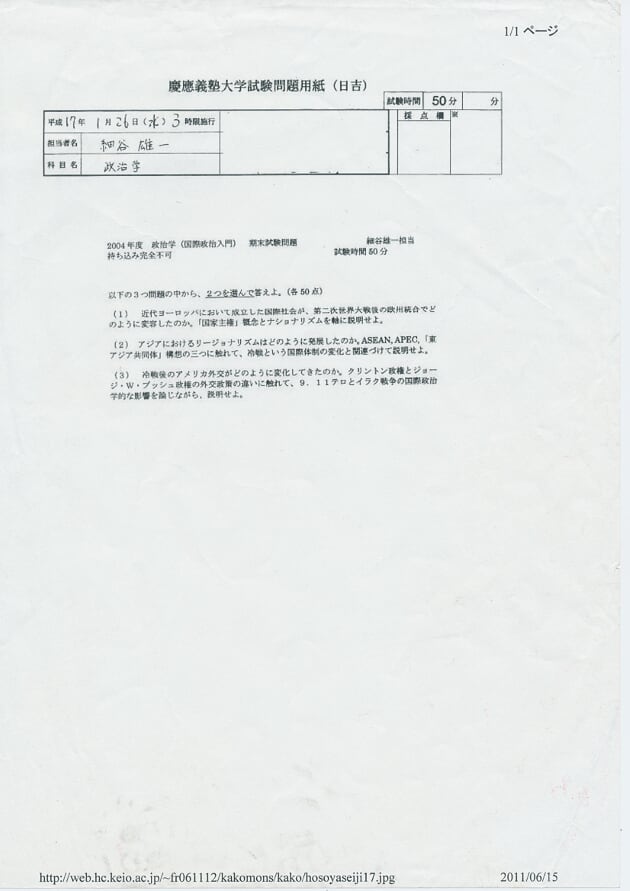 1/1 ページ
慶應義塾大学試験問題用紙（日吉）
試験時間 50分 分
平成17年 1月26日(水)3時限施行
採点欄 ※
担当者名 細谷 雄一
科目名 政治学
2004年度 政治学（国際政治入門） 期末試験問題 細谷雄一担当
持ち込み完全不可 試験時間50分
以下の3つ問題の中から、2つを選んで答えよ。（各50点）
（1） 近代ヨーロッパにおいて成立した国際社会が、第二次世界大戦後の欧州統合でど
のように変容したのか。「国家主権」概念とナショナリズムを軸に説明せよ。
（2） アジアにおけるリージョナリズムはどのように発展したのか。ASEAN, APEC,「東
アジア共同体」構想の三つに触れて、冷戦という国際体制の変化と関連づけて説明せよ。
（3） 冷戦後のアメリカ外交がどのように変化してきたのか。クリントン政権とジョー
ジ・W・ブッシュ政権の外交政策の違いに触れて、9．11テロとイラク戦争の国際政治
学的な影響を論じながら、説明せよ。
http://web.hc.keio.ac.jp/~fr061112/kakomons/kako/hosoyaseiji17.jpg 2011/06/15